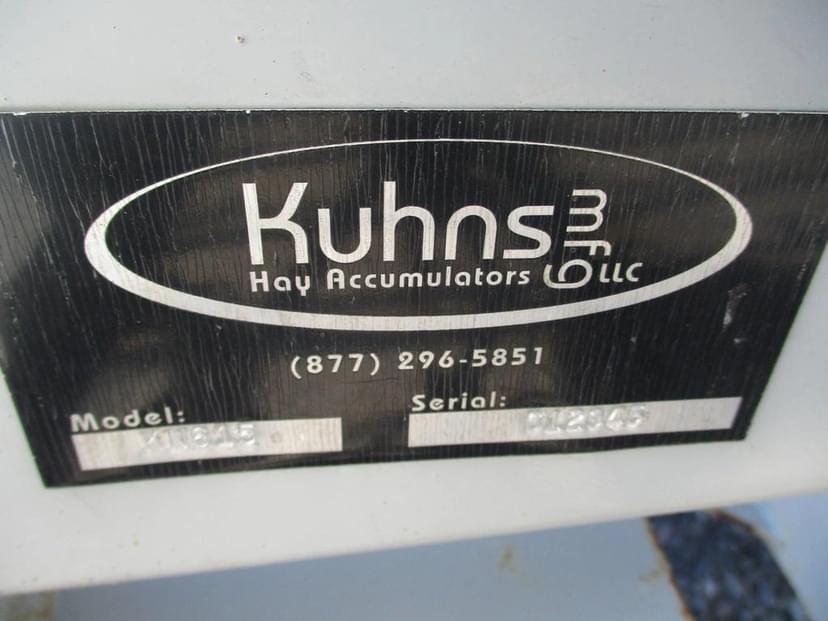 Kuhns mfg
Hay Accumulators LLC
(877) 296-5851
Model:
Serial: